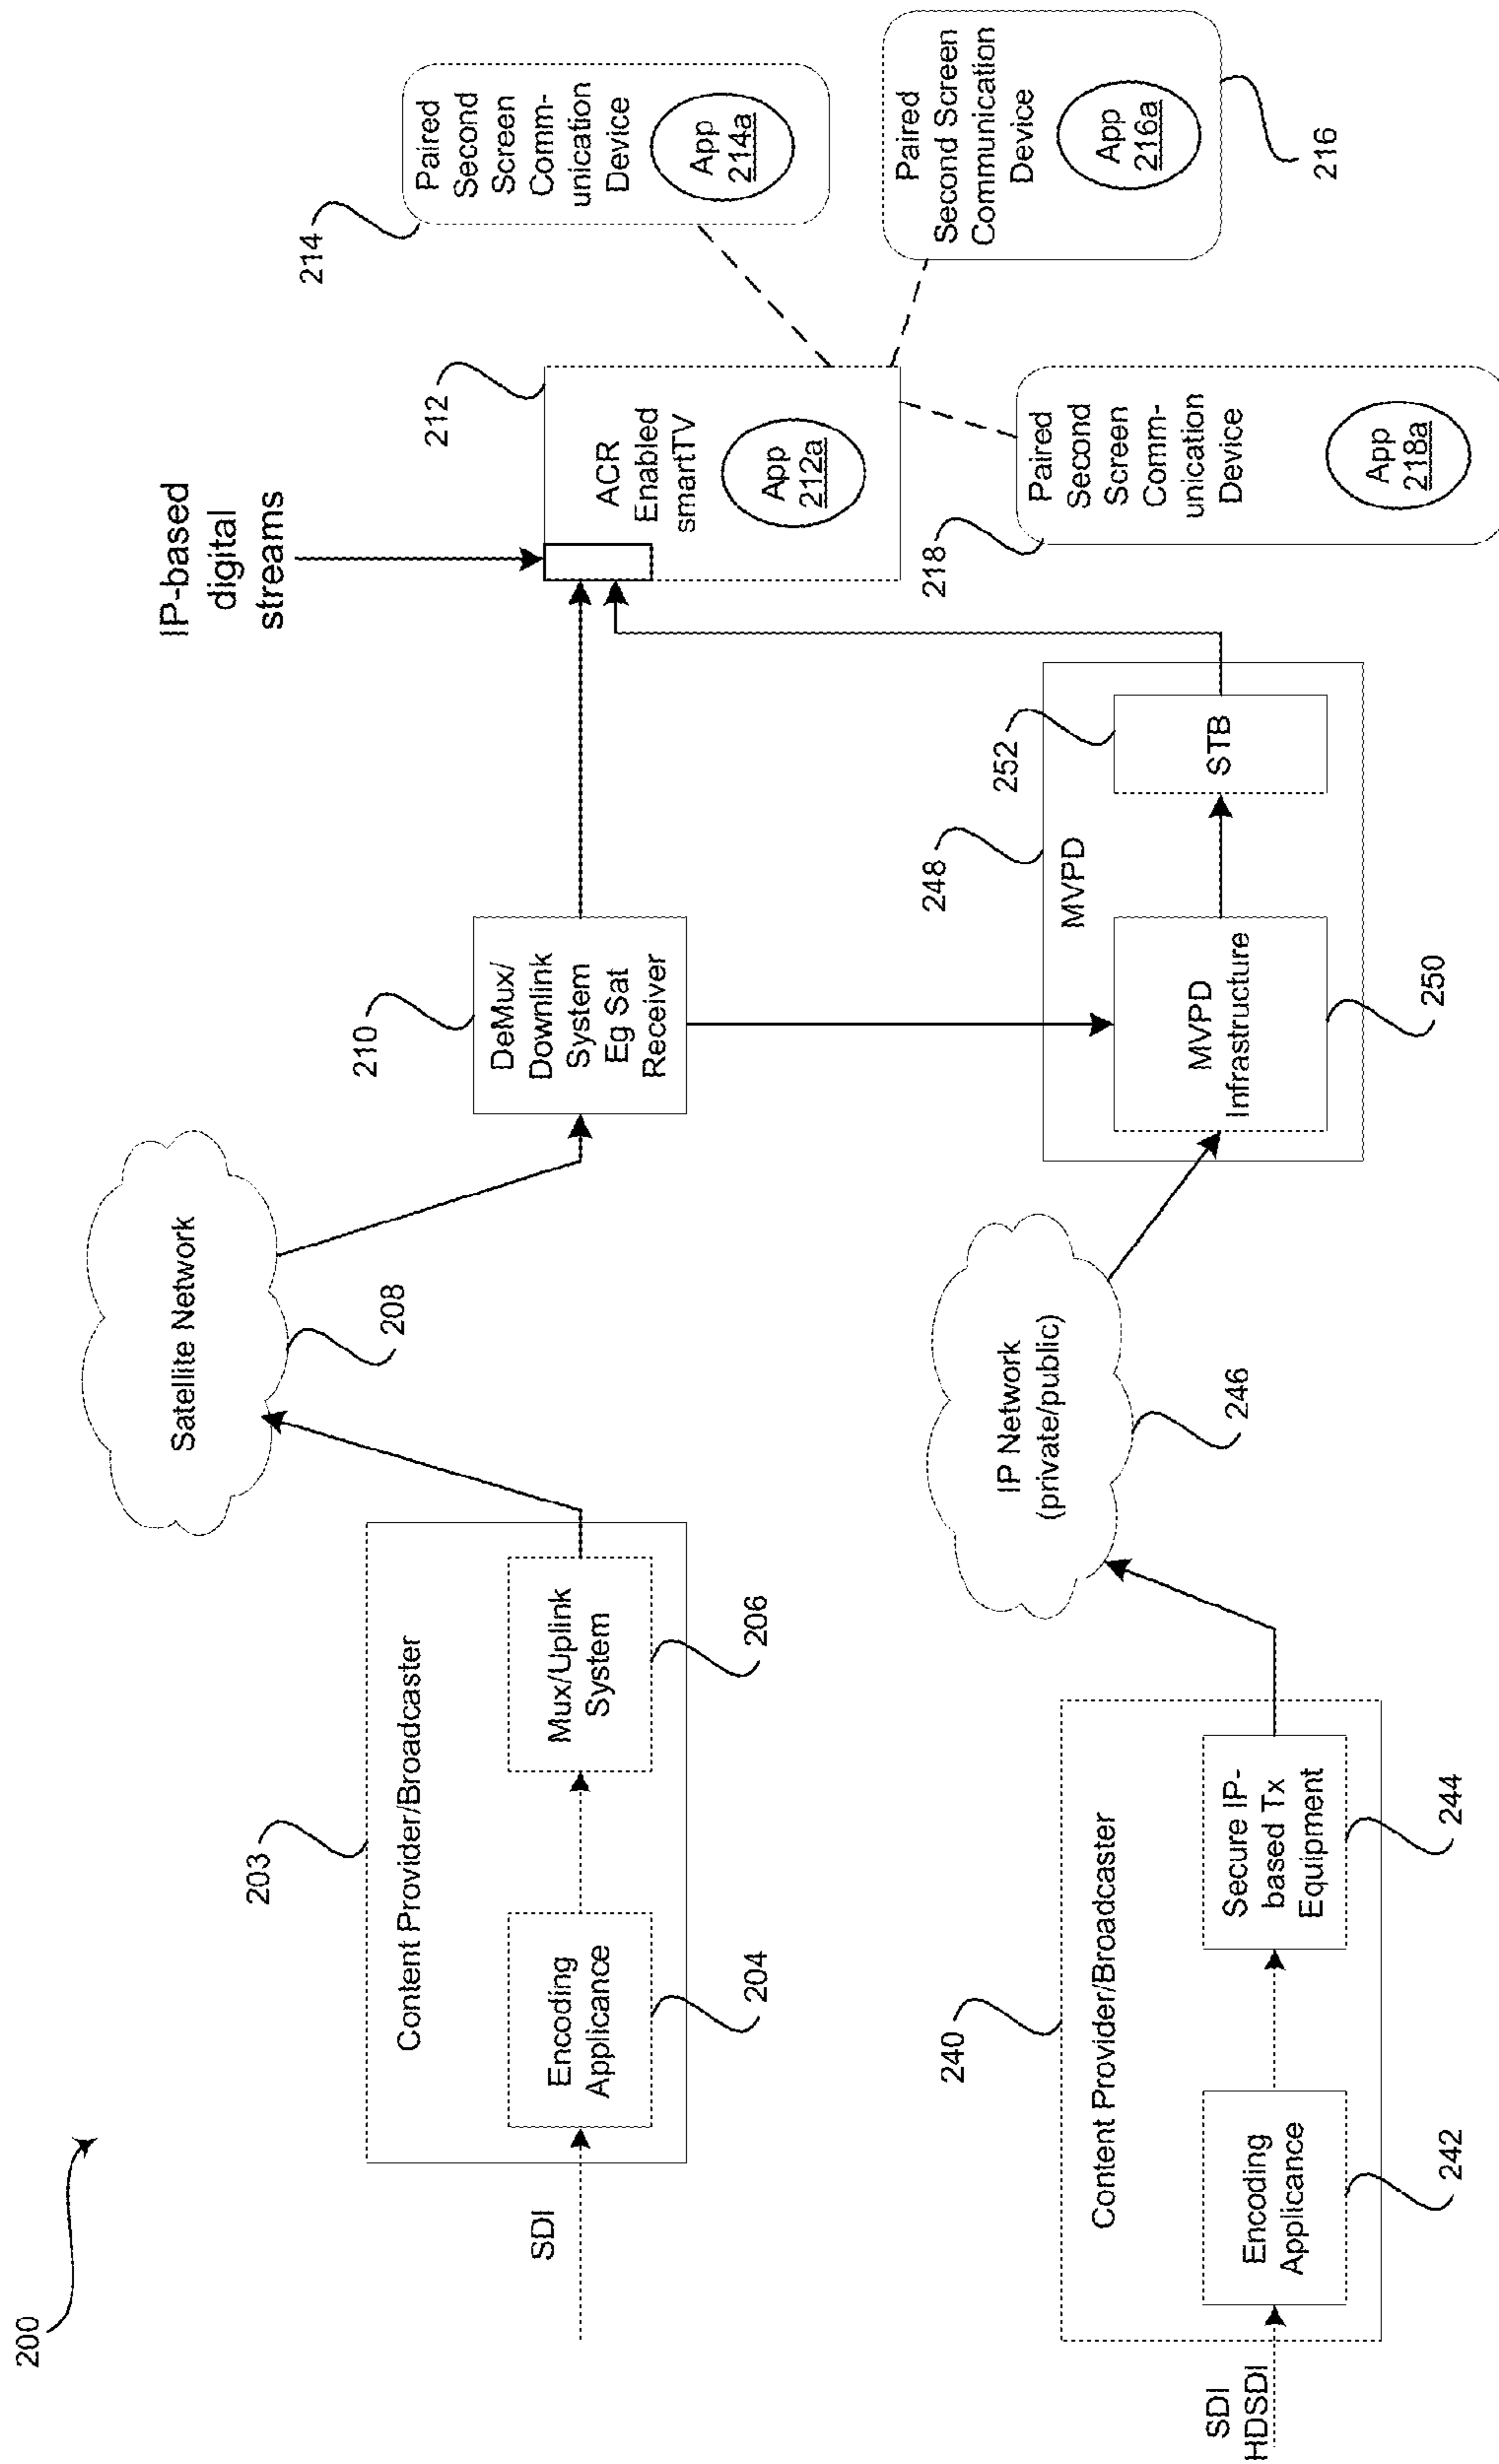 200
SDI
203
Content Provider/Broadcaster
Encoding
Applicance
204
Mux/Uplink
System
206
Satellite Network
208
210
DeMux/
Downlink
System
Eg Sat
Receiver
IP-based
digital
streams
212
ACR
Enabled
smartTV
App
212a
214
Paired
Second
Screen
Comm-
unication
Device
App
214a
Paired
Second Screen
Communication
Device
App
216a
216
218
Paired
Second
Screen
Comm-
unication
Device
App
218a
SDI
HDSDI
240
Content Provider/Broadcaster
Encoding
Applicance
242
Secure IP-
based Tx
Equipment
244
IP Network
(private/public)
246
248
MVPD
MVPD
Infrastructure
250
252
STB